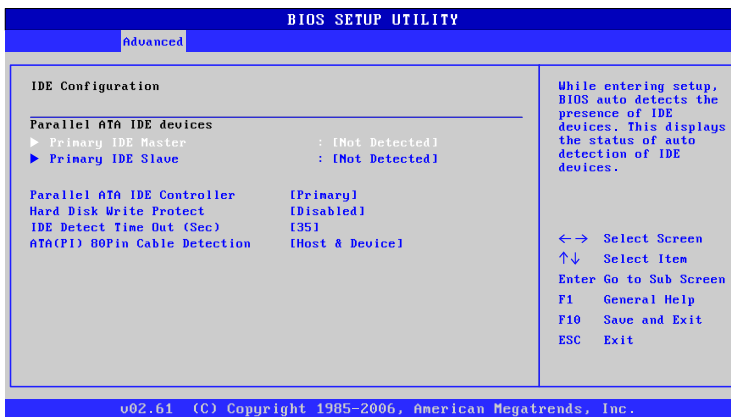 BIOS SETUP UTILITY
Advanced
IDE Configuration
Parallel ATA IDE devices
▶ Primary IDE Master : [Not Detected]
▶ Primary IDE Slave : [Not Detected]
Parallel ATA IDE Controller [Primary]
Hard Disk Write Protect [Disabled]
IDE Detect Time Out (Sec) [35]
ATA(PI) 80Pin Cable Detection [Host & Device]
While entering setup,
BIOS auto detects the
presence of IDE
devices. This displays
the status of auto
detection of IDE
devices.
←→ Select Screen
↑↓ Select Item
Enter Go to Sub Screen
F1 General Help
F10 Save and Exit
ESC Exit
v02.61 (C) Copyright 1985-2006, American Megatrends, Inc.